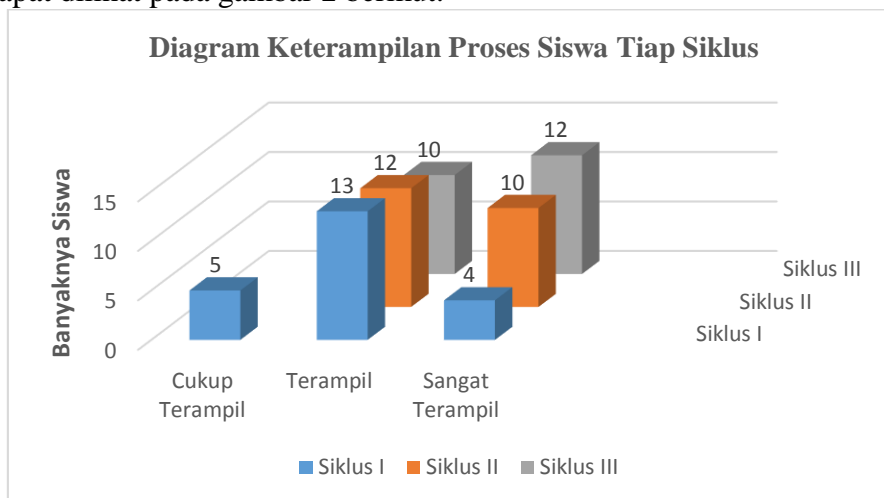 Diagram Keterampilan Proses Siswa Tiap Siklus
12
10
12
13
10
15
10
5
4
5
0
Banyaknya Siswa
Siklus III
Siklus II
Siklus I
Cukup
Terampil
Terampil
Sangat
Terampil
Siklus I
Siklus II
Siklus III